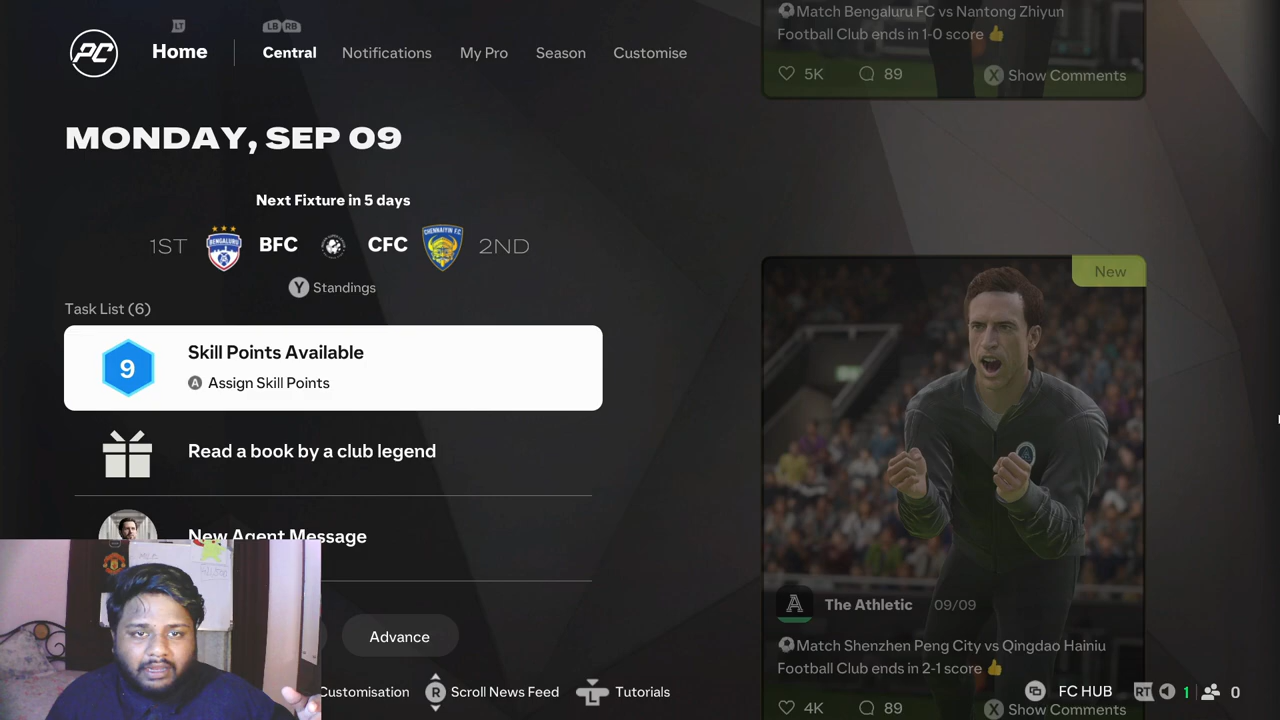 LT
LB RB
Home
Central
Notifications
My Pro
Season
Customise
MONDAY, SEP 09
Next Fixture in 5 days
1ST
BFC
CFC
2ND
Y Standings
Task List (6)
9
Skill Points Available
A Assign Skill Points
Read a book by a club legend
New Agent Message
Advance
Customisation
R Scroll News Feed
L Tutorials
Match Bengaluru FC vs Nantong Zhiyun
Football Club ends in 1-0 score 👍
5K
89
X Show Comments
New
The Athletic
09/09
Match Shenzhen Peng City vs Qingdao Hainiu
Football Club ends in 2-1 score 👍
4K
89
X Show Comments
FC HUB
RT
1
0